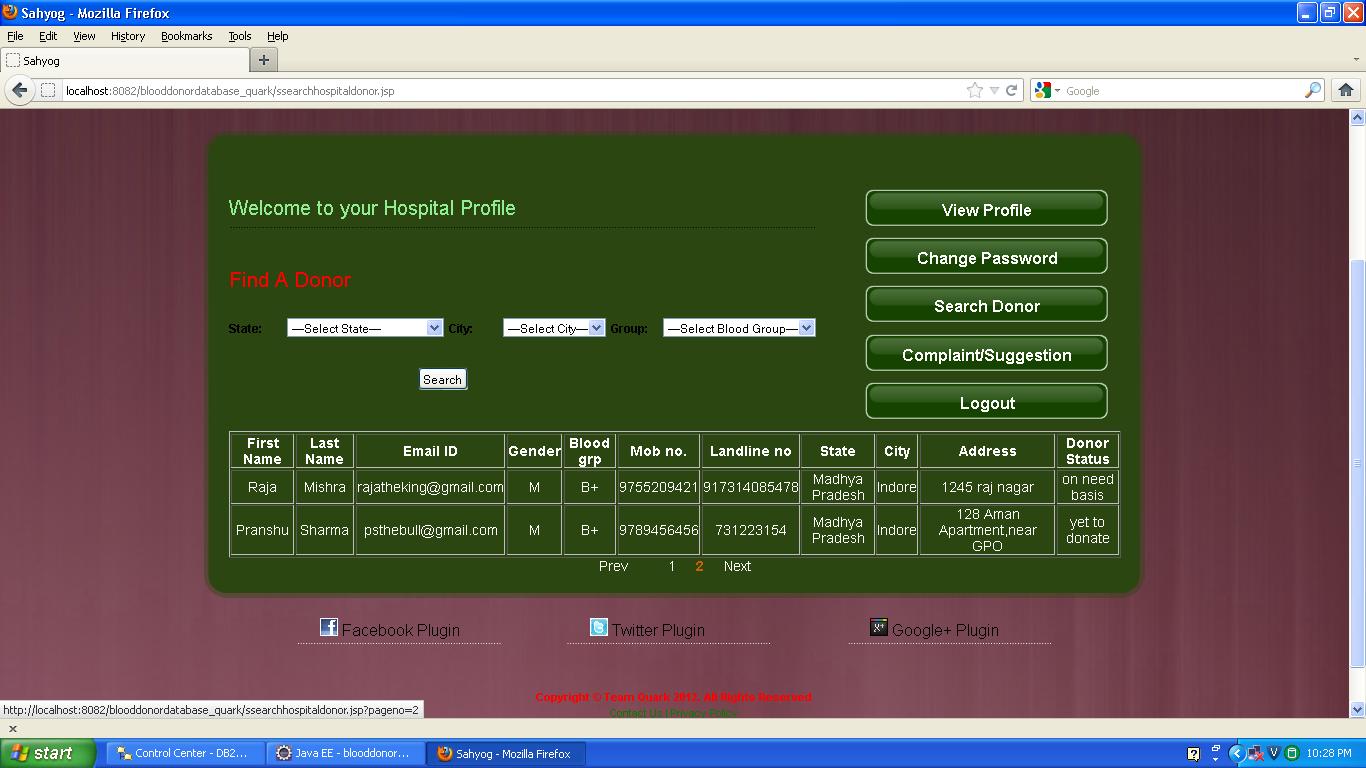 Sahyog - Mozilla Firefox
File Edit View History Bookmarks Tools Help
Sahyog
localhost:8082/blooddonordatabase_quark/ssearchhospitaldonor.jsp
Google
Welcome to your Hospital Profile
View Profile
Change Password
Find A Donor
Search Donor
State: —Select State— City: —Select City— Group: —Select Blood Group—
Complaint/Suggestion
Search
Logout
First Name Last Name Email ID Gender Blood grp Mob no. Landline no State City Address Donor Status
Raja Mishra rajatheking@gmail.com M B+ 9755209421 917314085478 Madhya Pradesh Indore 1245 raj nagar on need basis
Pranshu Sharma psthebull@gmail.com M B+ 9789456456 731223154 Madhya Pradesh Indore 128 Aman Apartment,near GPO yet to donate
Prev 1 2 Next
Facebook Plugin Twitter Plugin Google+ Plugin
Copyright © Team Quark 2012. All Rights Reserved
Contact Us | Privacy Policy
http://localhost:8082/blooddonordatabase_quark/ssearchhospitaldonor.jsp?pageno=2
start Control Center - DB2... Java EE - blooddonor... Sahyog - Mozilla Firefox 10:28 PM